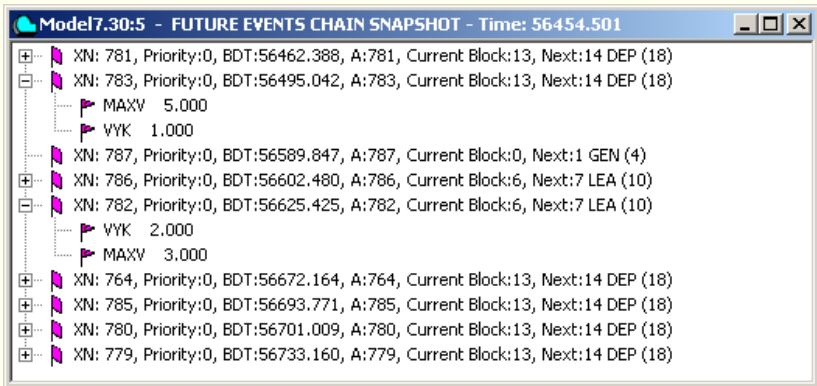 Model7.30:5 - FUTURE EVENTS CHAIN SNAPSHOT - Time: 56454.501
XN: 781, Priority:0, BDT:56462.388, A:781, Current Block:13, Next:14 DEP (18)
XN: 783, Priority:0, BDT:56495.042, A:783, Current Block:13, Next:14 DEP (18)
MAXV 5.000
VYK 1.000
XN: 787, Priority:0, BDT:56589.847, A:787, Current Block:0, Next:1 GEN (4)
XN: 786, Priority:0, BDT:56602.480, A:786, Current Block:6, Next:7 LEA (10)
XN: 782, Priority:0, BDT:56625.425, A:782, Current Block:6, Next:7 LEA (10)
VYK 2.000
MAXV 3.000
XN: 764, Priority:0, BDT:56672.164, A:764, Current Block:13, Next:14 DEP (18)
XN: 785, Priority:0, BDT:56693.771, A:785, Current Block:13, Next:14 DEP (18)
XN: 780, Priority:0, BDT:56701.009, A:780, Current Block:13, Next:14 DEP (18)
XN: 779, Priority:0, BDT:56733.160, A:779, Current Block:13, Next:14 DEP (18)